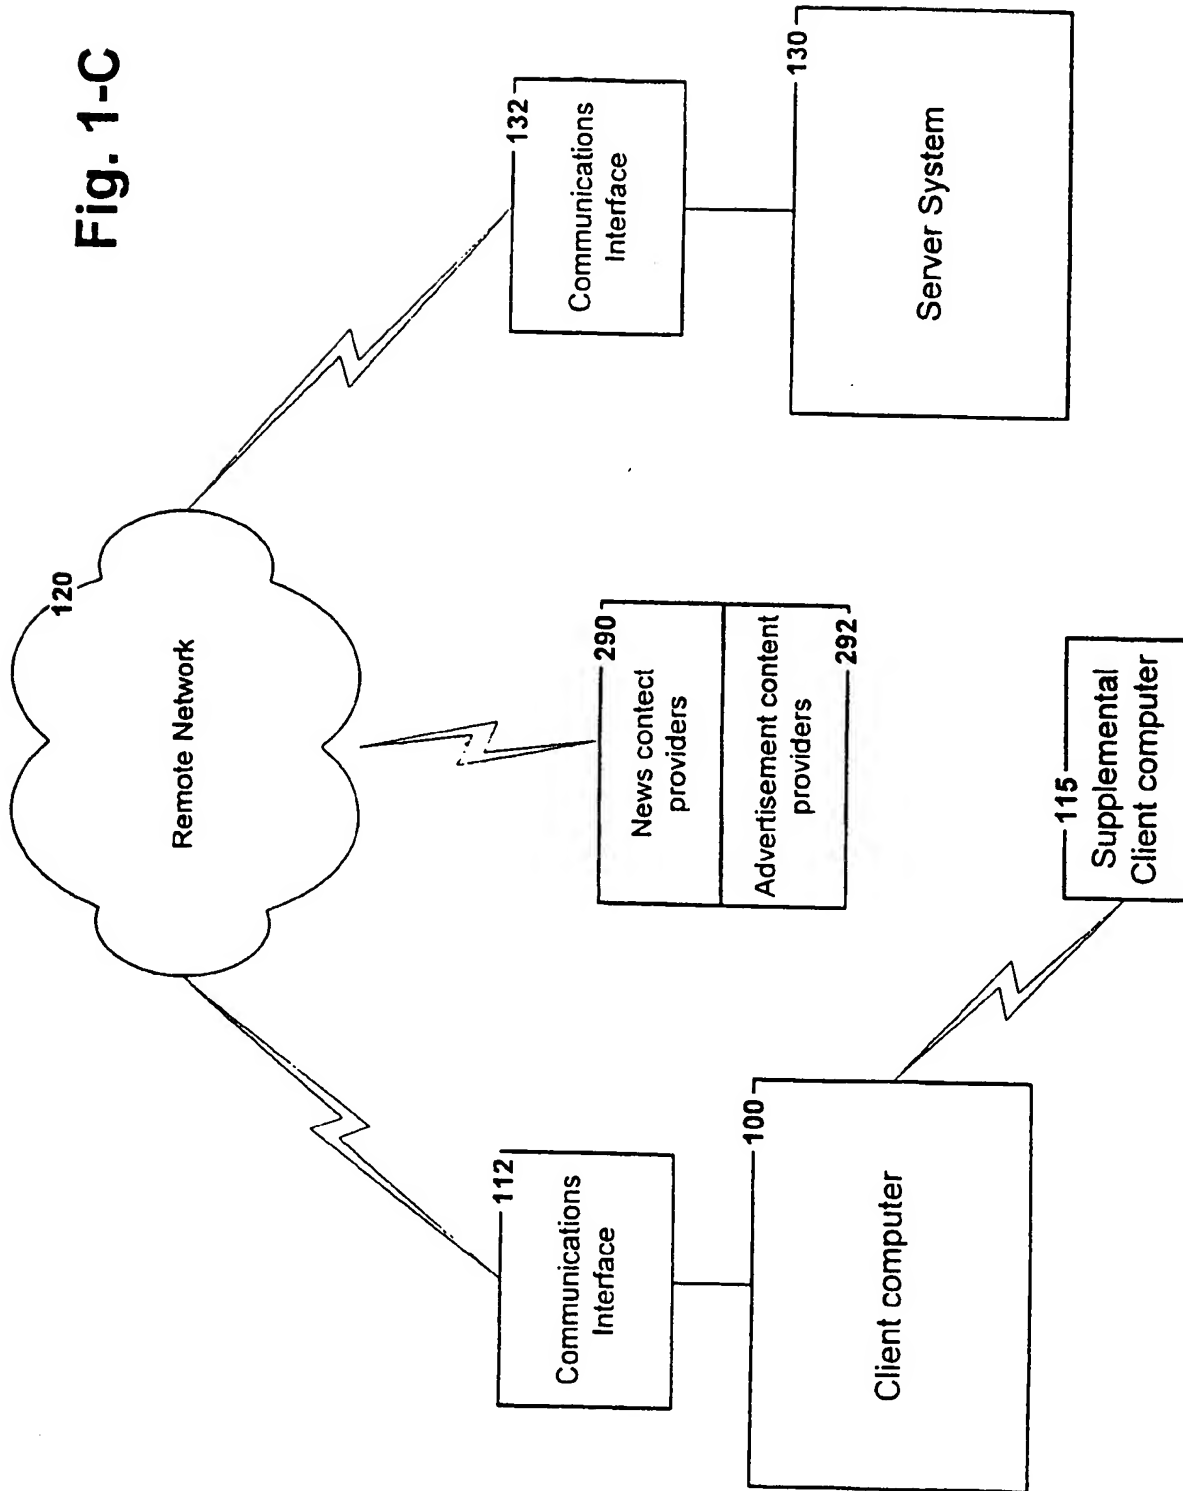 Fig. 1-C
120
Remote Network
112
Communications
Interface
132
Communications
Interface
290
News contect
providers
Advertisement content
providers
292
100
Client computer
130
Server System
115
Supplemental
Client computer